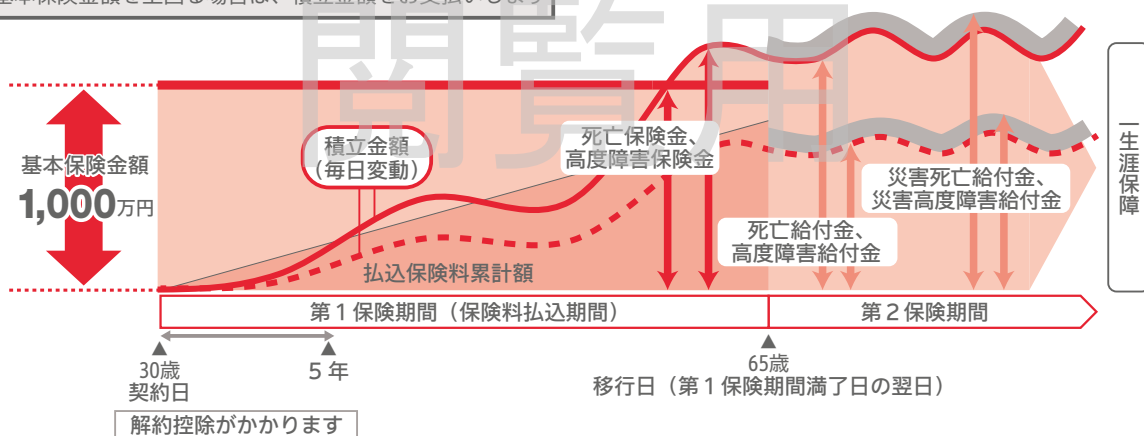 基本保険金額を上回る場合は、積立金額をお支払いします
閲覧用
基本保険金額
1,000万円
積立金額
（毎日変動）
死亡保険金、
高度障害保険金
災害死亡給付金、
災害高度障害給付金
死亡給付金、
高度障害給付金
払込保険料累計額
一生涯保障
第1保険期間（保険料払込期間）
第2保険期間
30歳
契約日
5年
65歳
移行日（第1保険期間満了日の翌日）
解約控除がかかります